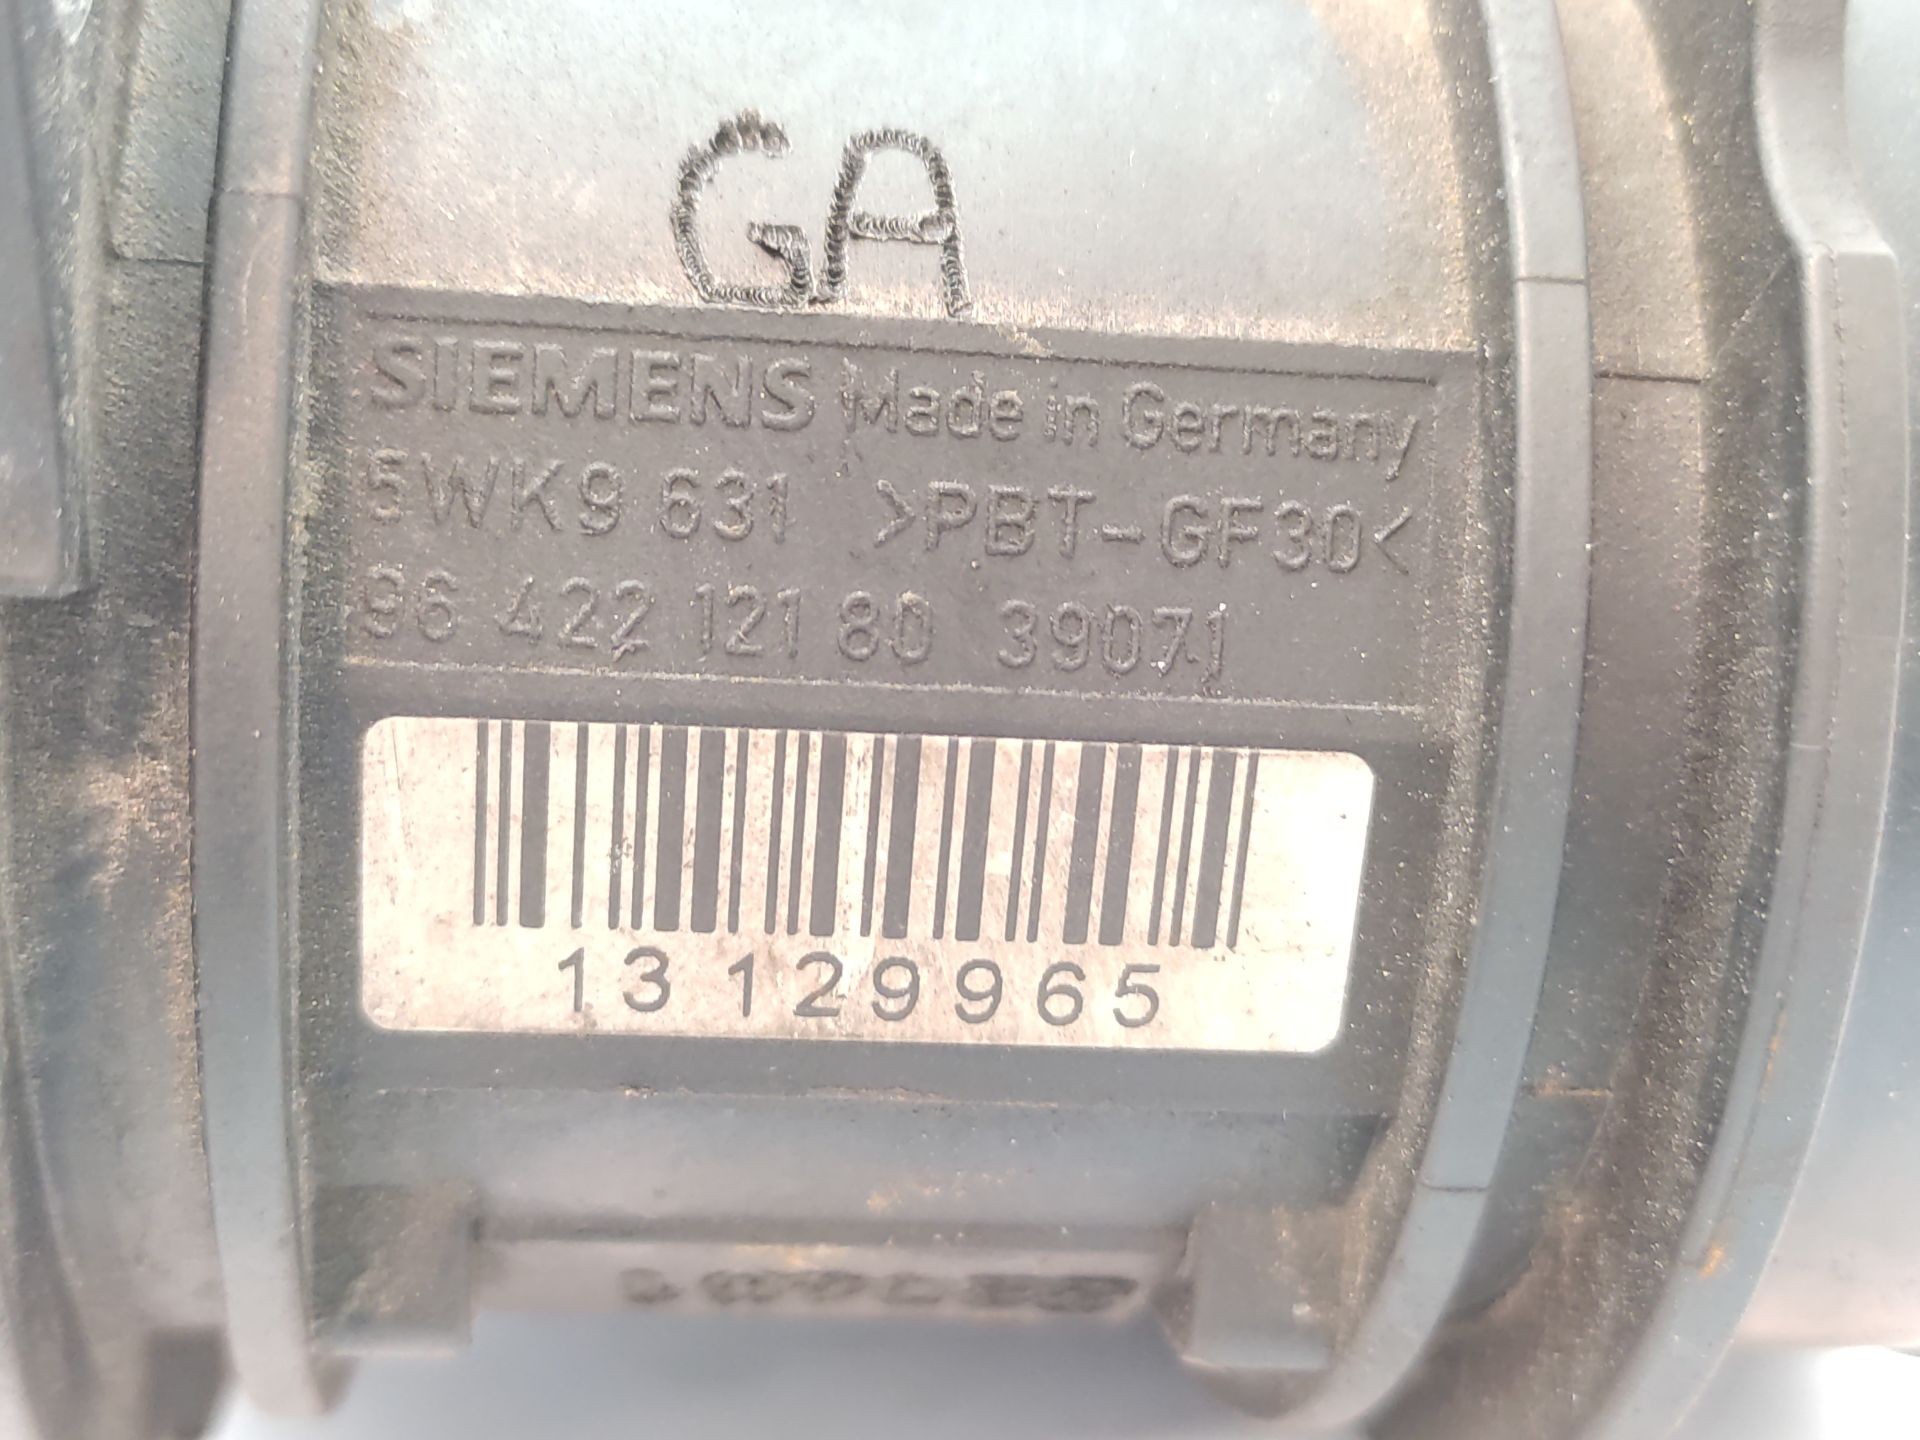 GA
SIEMENS Made in Germany
5WK9 631 >PBT-GF30<
96 422 121 80 39071
13129965